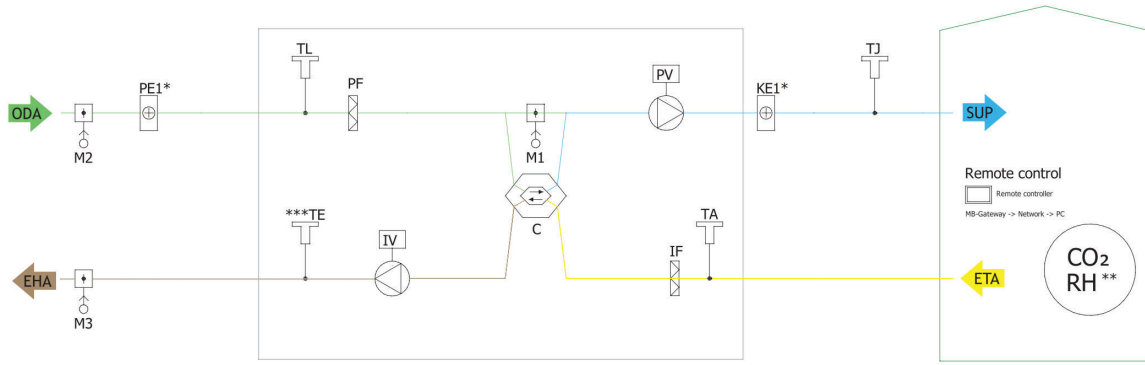 TL
TJ
PE1*
PF
PV
KE1*
ODA
SUP
M2
M1
Remote control
Remote controller
MB-Gateway -> Network -> PC
***TE
C
TA
IV
IF
CO₂
RH**
EHA
ETA
M3